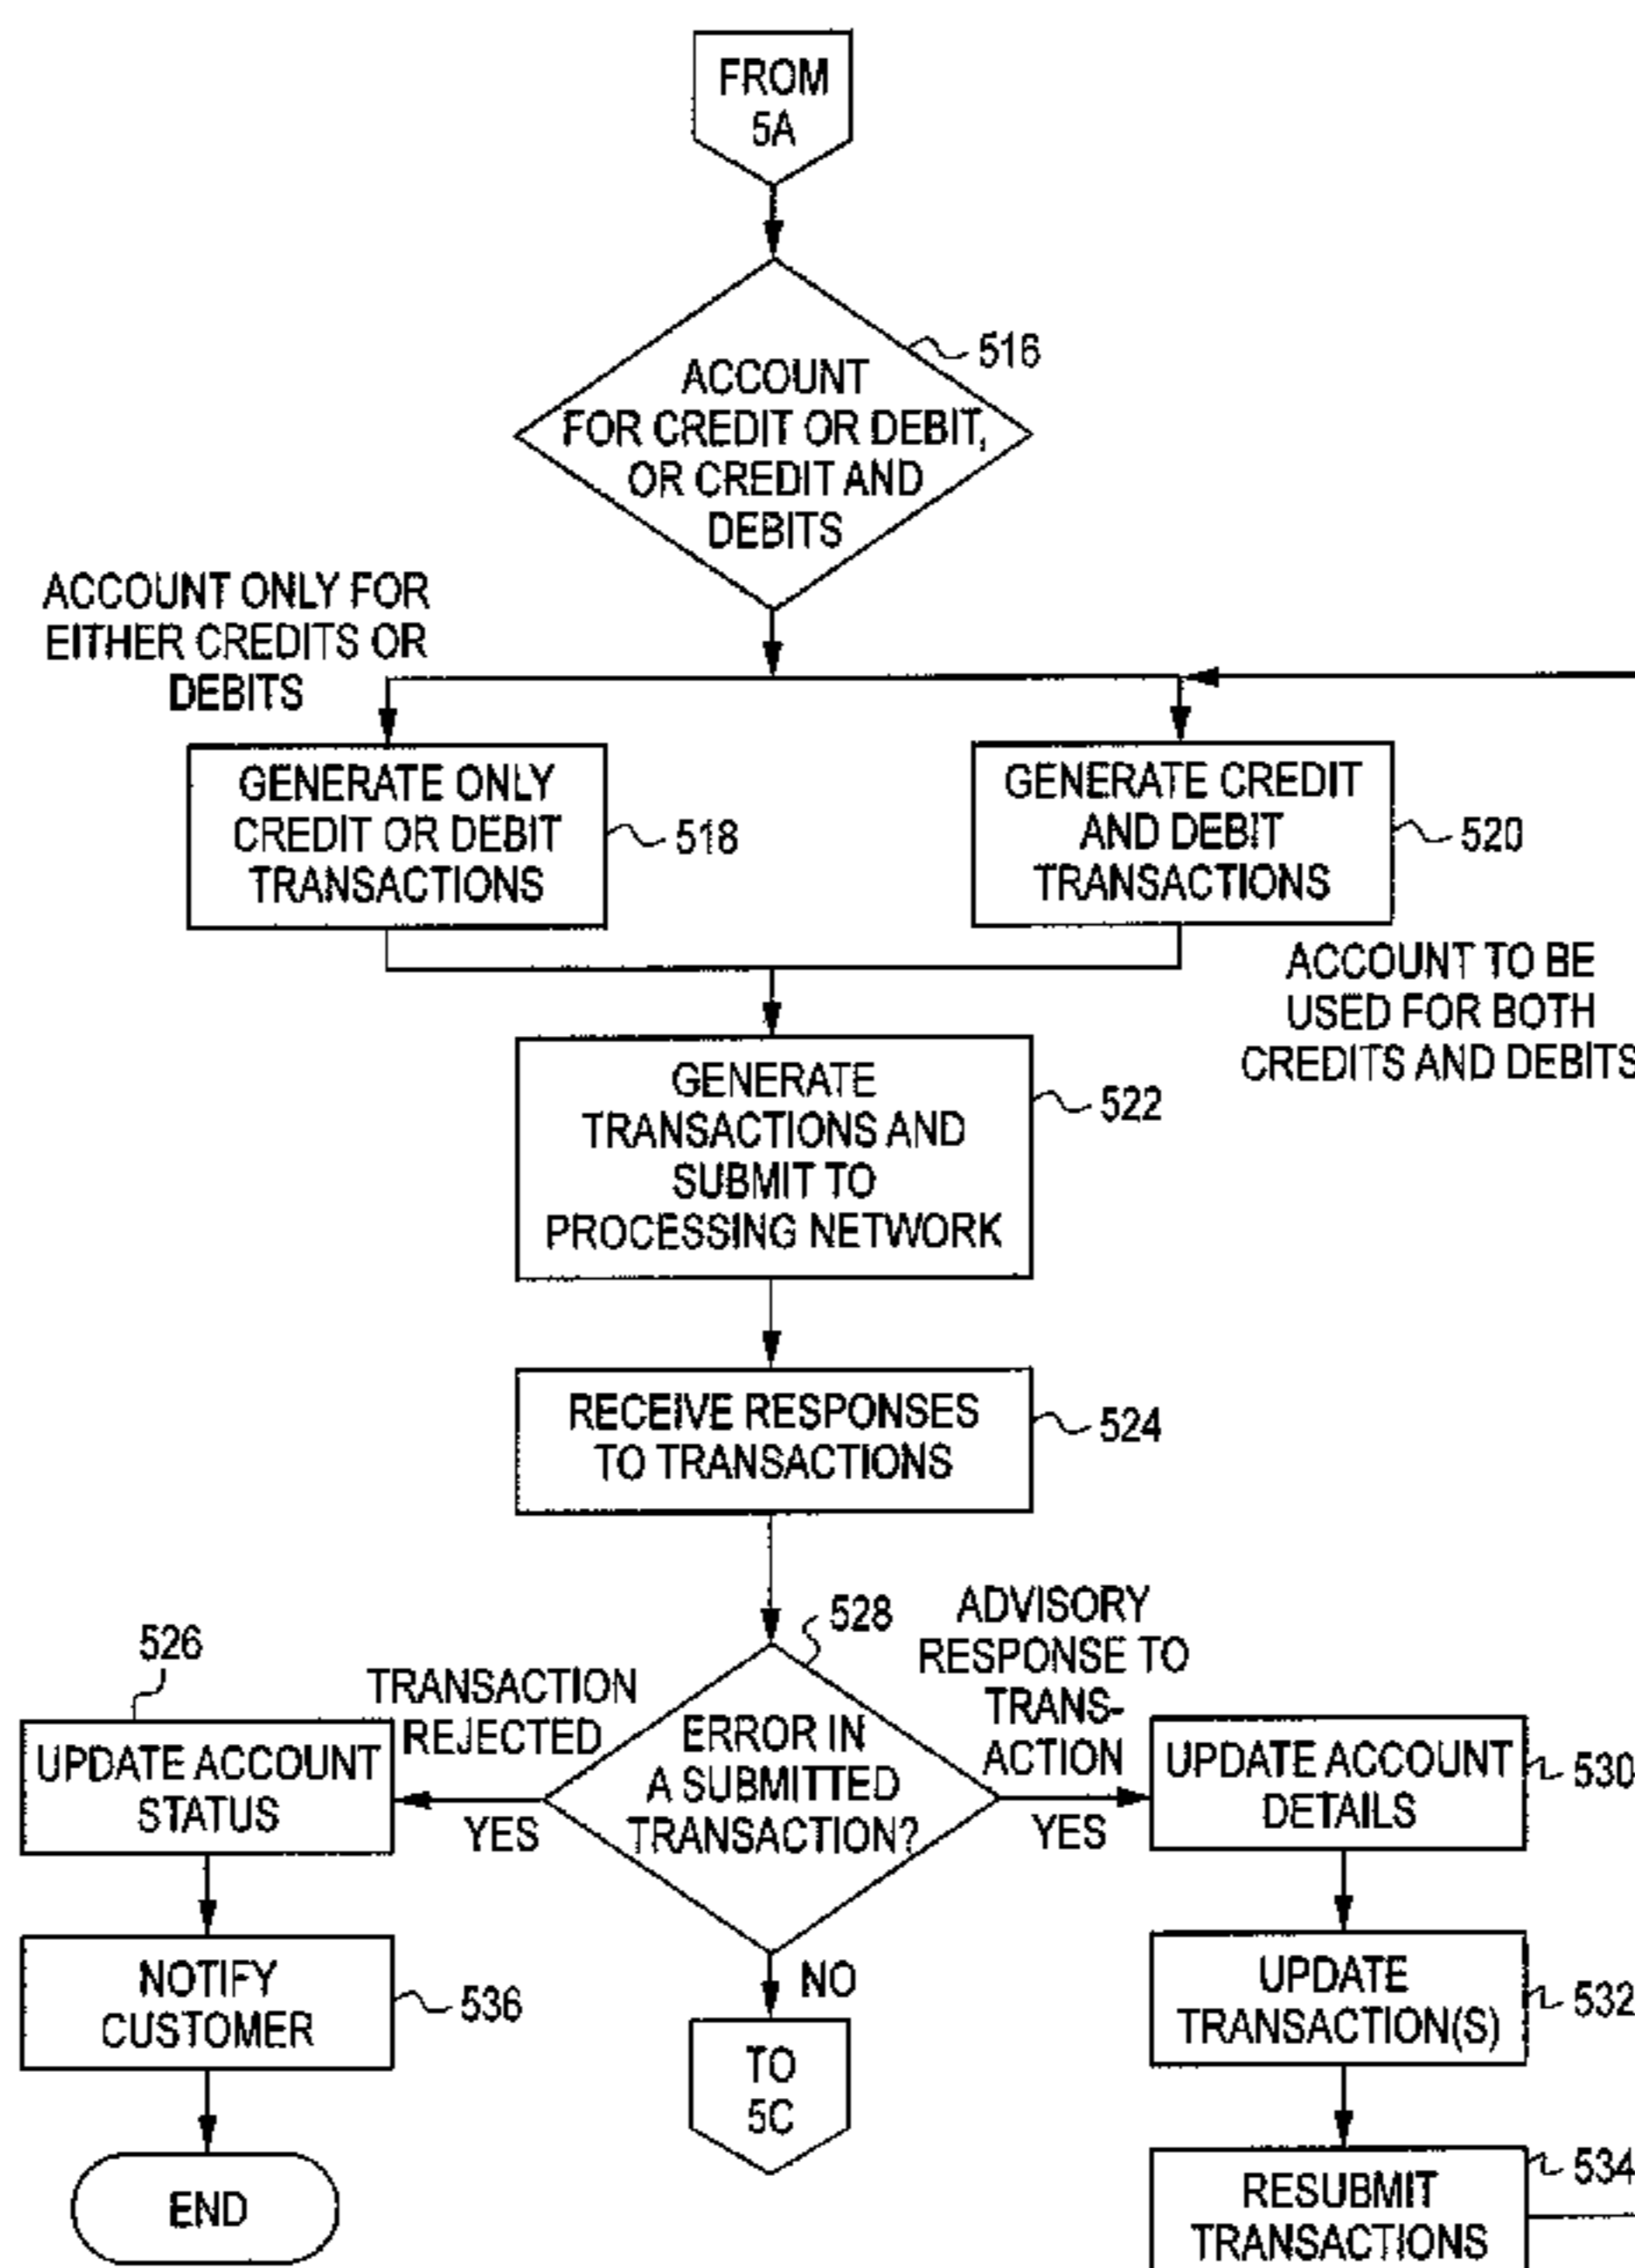 FROM
5A
516
ACCOUNT
FOR CREDIT OR DEBIT,
OR CREDIT AND
DEBITS
ACCOUNT ONLY FOR
EITHER CREDITS OR
DEBITS
GENERATE ONLY
CREDIT OR DEBIT
TRANSACTIONS
518
GENERATE CREDIT
AND DEBIT
TRANSACTIONS
520
ACCOUNT TO BE
USED FOR BOTH
CREDITS AND DEBITS
GENERATE
TRANSACTIONS AND
SUBMIT TO
PROCESSING NETWORK
522
RECEIVE RESPONSES
TO TRANSACTIONS
524
528
ERROR IN
A SUBMITTED
TRANSACTION?
TRANSACTION
REJECTED
YES
526
UPDATE ACCOUNT
STATUS
NOTIFY
CUSTOMER
536
END
NO
TO
5C
ADVISORY
RESPONSE TO
TRANS-
ACTION
YES
UPDATE ACCOUNT
DETAILS
530
UPDATE
TRANSACTION(S)
532
RESUBMIT
TRANSACTIONS
534